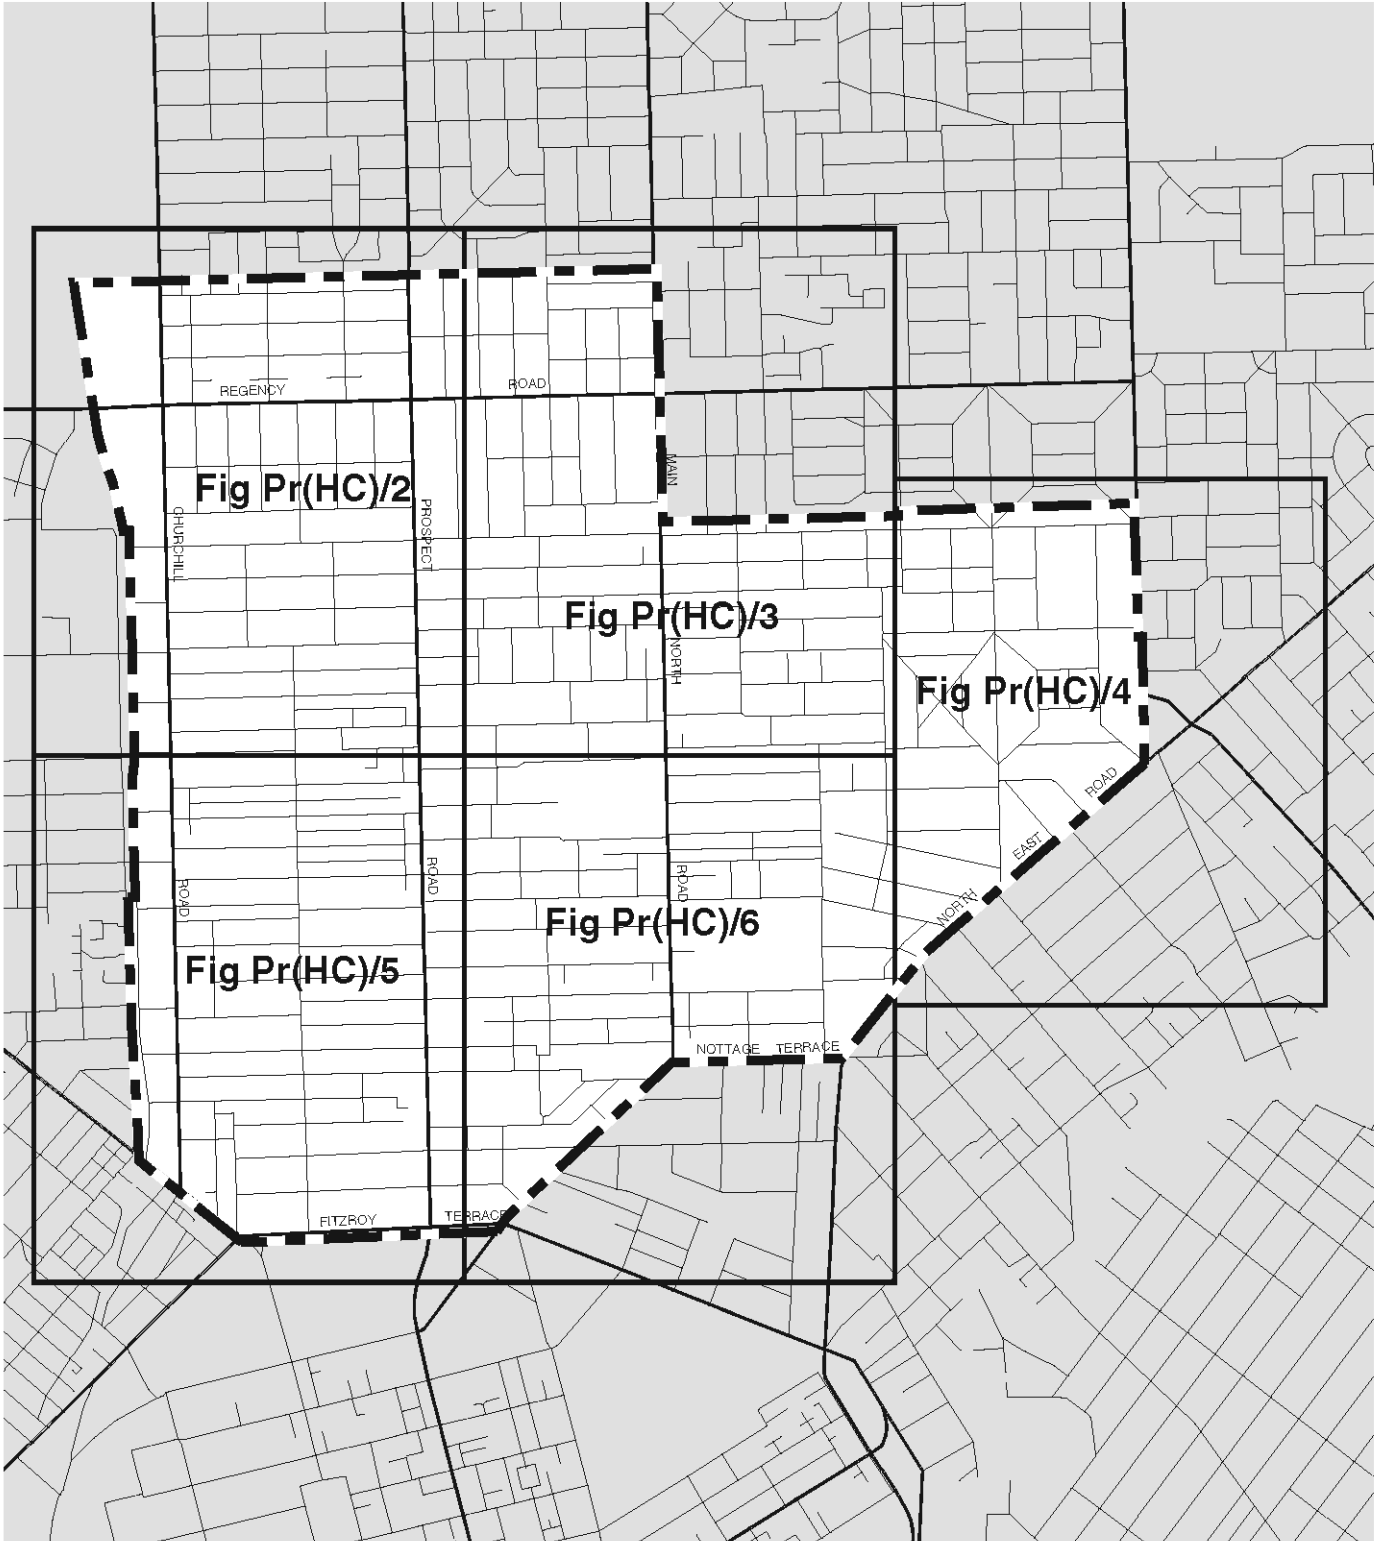 REGENCY
ROAD
MAIN
Fig Pr(HC)/2
CHURCHILL
PROSPECT
Fig Pr(HC)/3
NORTH
Fig Pr(HC)/4
ROAD
EAST
NORTH
ROAD
ROAD
ROAD
Fig Pr(HC)/6
Fig Pr(HC)/5
NOTTAGE TERRACE
FITZROY
TERRACE